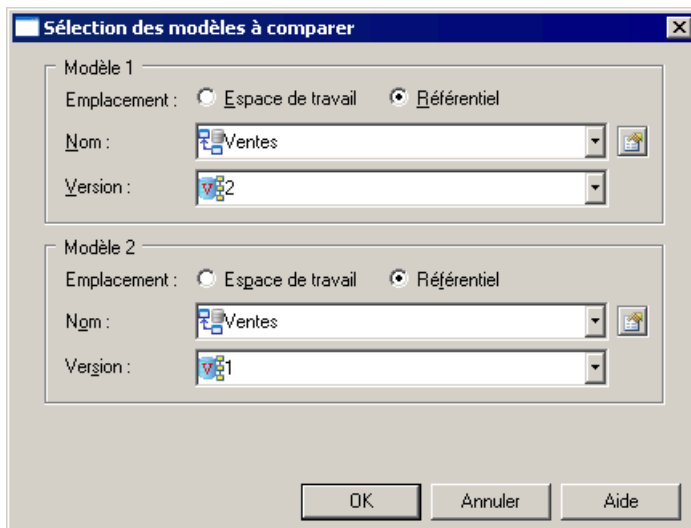 Sélection des modèles à comparer
Modèle 1
Emplacement : Espace de travail Référentiel
Nom : Ventes
Version : 2
Modèle 2
Emplacement : Espace de travail Référentiel
Nom : Ventes
Version : 1
OK Annuler Aide